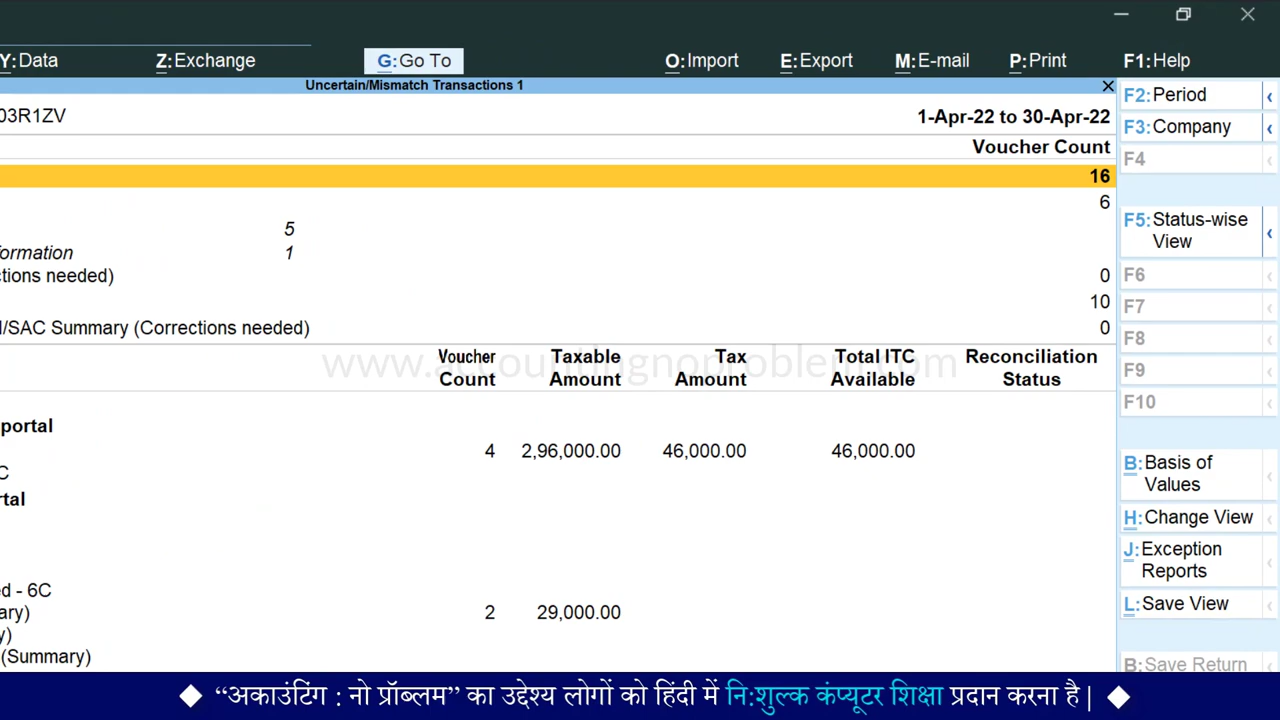 Y:Data Z:Exchange G:Go To O:Import E:Export M:E-mail P:Print F1:Help
Uncertain/Mismatch Transactions 1
03R1ZV 1-Apr-22 to 30-Apr-22
Voucher Count
16
6
5
formation 1
ctions needed) 0
10
I/SAC Summary (Corrections needed) 0
Voucher Count Taxable Amount Tax Amount Total ITC Available Reconciliation Status
www.accountingnoproblem.com
portal
4 2,96,000.00 46,000.00 46,000.00
C
rtal
ed - 6C
ary) 2 29,000.00
y)
(Summary)
F2:Period
F3:Company
F4
F5:Status-wise
View
F6
F7
F8
F9
F10
B:Basis of
Values
H:Change View
J:Exception
Reports
L:Save View
B:Save Return
“अकाउंटिंग : नो प्रॉब्लम” का उद्देश्य लोगों को हिंदी में नि:शुल्क कंप्यूटर शिक्षा प्रदान करना है |